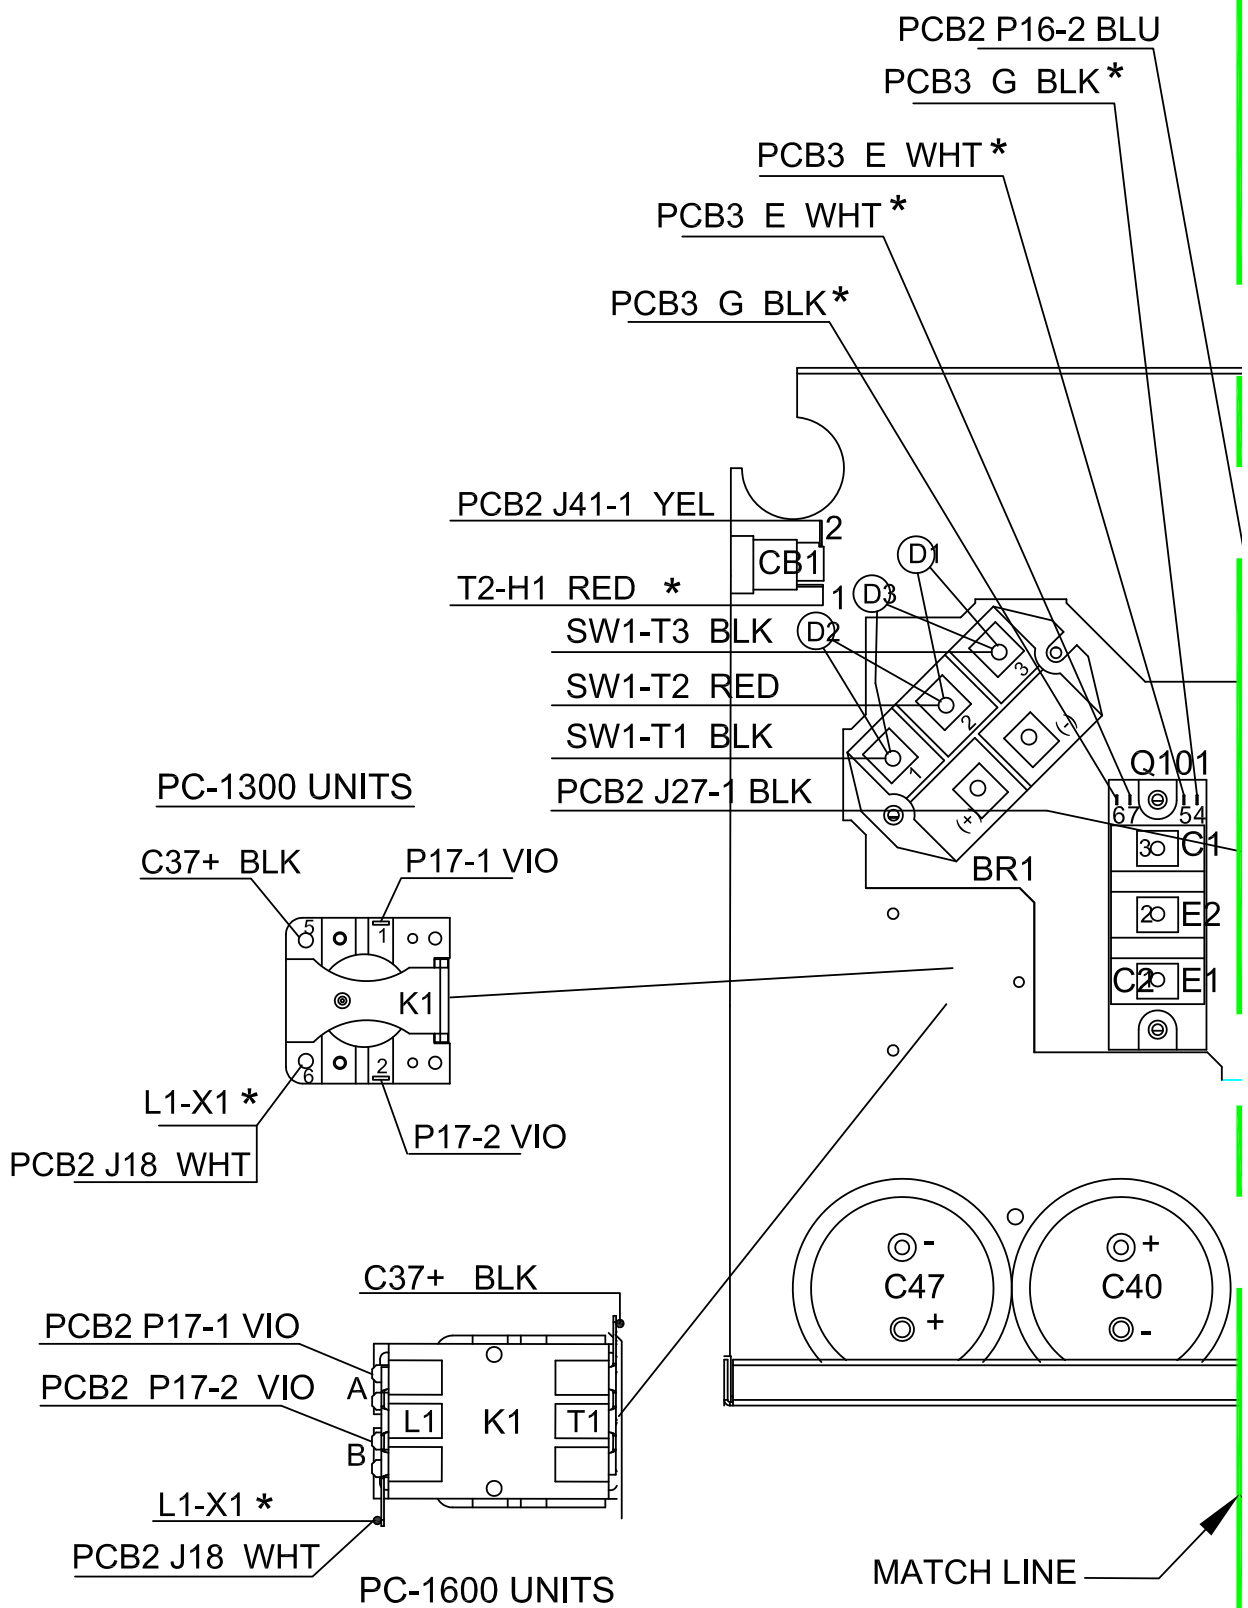 PCB2 P16-2 BLU
PCB3 G BLK *
PCB3 E WHT *
PCB3 E WHT *
PCB3 G BLK *
PCB2 J41-1 YEL
2
CB1
T2-H1 RED *
1
D1
D3
D2
SW1-T3 BLK
SW1-T2 RED
SW1-T1 BLK
PCB2 J27-1 BLK
3
2
1
(-)
(+)
BR1
Q101
67
54
3 C1
2 E2
C2 1 E1
PC-1300 UNITS
C37+ BLK
P17-1 VIO
5
1
K1
6
2
L1-X1 *
P17-2 VIO
PCB2 J18 WHT
-
C47
+
+
C40
-
C37+ BLK
PCB2 P17-1 VIO
PCB2 P17-2 VIO
A
L1
K1
T1
B
L1-X1 *
PCB2 J18 WHT
PC-1600 UNITS
MATCH LINE